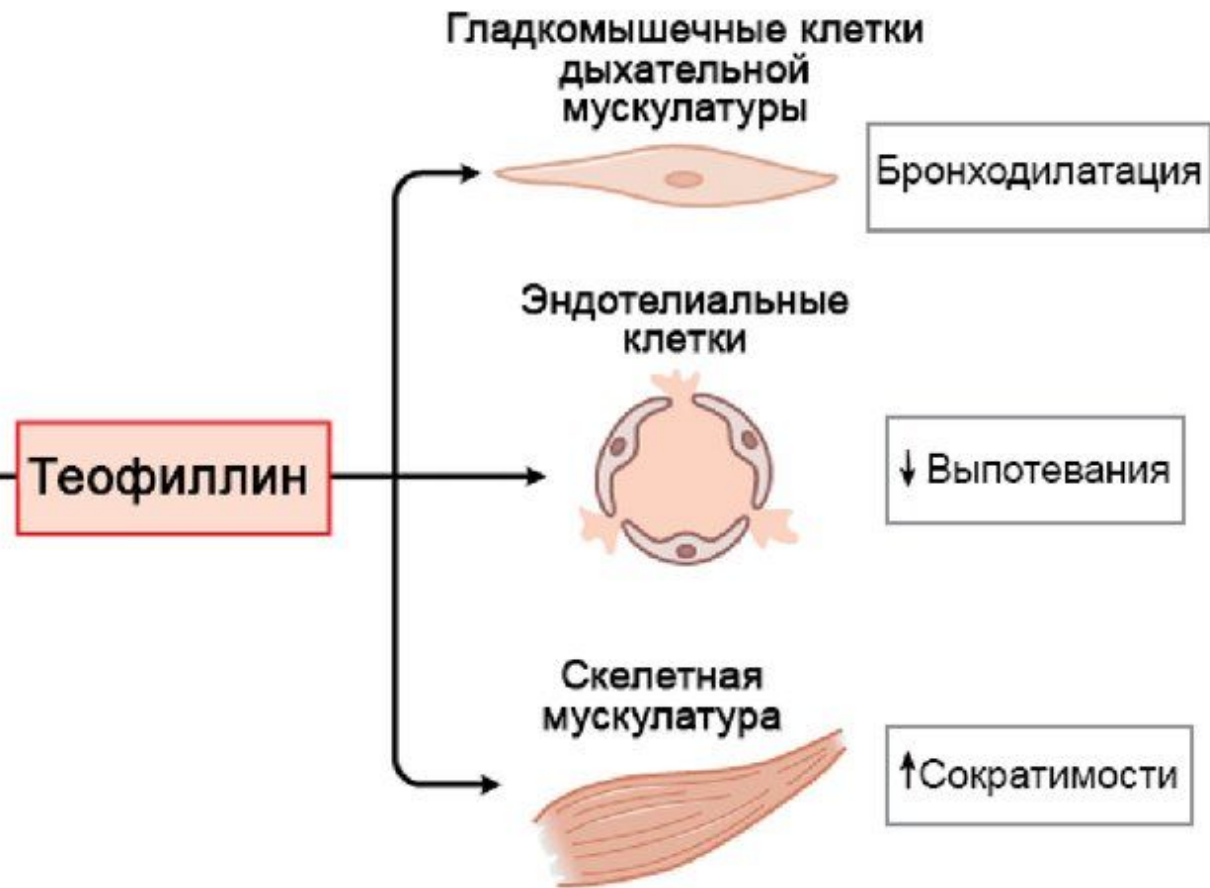 Гладкомышечные клетки
дыхательной
мускулатуры
Бронходилатация
Эндотелиальные
клетки
Теофиллин
↓ Выпотевания
Скелетная
мускулатура
↑Сократимости